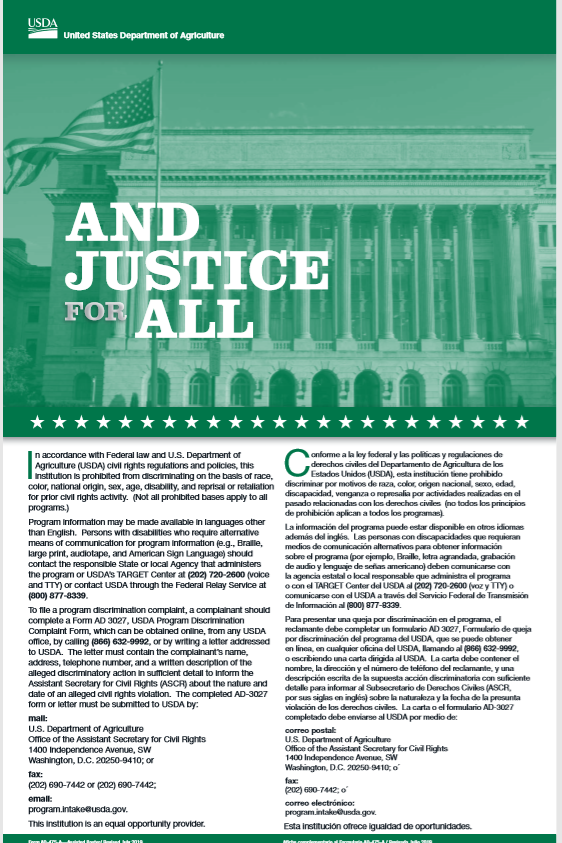 USDA
United States Department of Agriculture
AND
JUSTICE
FOR ALL
In accordance with Federal law and U.S. Department of
Agriculture (USDA) civil rights regulations and policies, this
institution is prohibited from discriminating on the basis of race,
color, national origin, sex, age, disability, and reprisal or retaliation
for prior civil rights activity. (Not all prohibited bases apply to all
programs.)
Program information may be made available in languages other
than English. Persons with disabilities who require alternative
means of communication for program information (e.g., Braille,
large print, audiotape, and American Sign Language) should
contact the responsible State or local Agency that administers
the program or USDA's TARGET Center at (202) 720-2600 (voice
and TTY) or contact USDA through the Federal Relay Service at
(800) 877-8339.
To file a program discrimination complaint, a complainant should
complete a Form AD 3027, USDA Program Discrimination
Complaint Form, which can be obtained online, from any USDA
office, by calling (866) 632-9992, or by writing a letter addressed
to USDA. The letter must contain the complainant's name,
address, telephone number, and a written description of the
alleged discriminatory action in sufficient detail to inform the
Assistant Secretary for Civil Rights (ASCR) about the nature and
date of an alleged civil rights violation. The completed AD-3027
form or letter must be submitted to USDA by:
mail:
U.S. Department of Agriculture
Office of the Assistant Secretary for Civil Rights
1400 Independence Avenue, SW
Washington, D.C. 20250-9410; or
fax:
(202) 690-7442 or (202) 690-7442;
email:
program.intake@usda.gov.
This institution is an equal opportunity provider.
Conforme a la ley federal y las políticas y regulaciones de
derechos civiles del Departamento de Agricultura de los
Estados Unidos (USDA), esta institución tiene prohibido
discriminar por motivos de raza, color, origen nacional, sexo, edad,
discapacidad, venganza o represalia por actividades realizadas en el
pasado relacionadas con los derechos civiles (no todos los principios
de prohibición aplican a todos los programas).
La información del programa puede estar disponible en otros idiomas
además del inglés. Las personas con discapacidades que requieran
medios de comunicación alternativos para obtener información
sobre el programa (por ejemplo, Braille, letra agrandada, grabación
de audio y lenguaje de señas americano) deben comunicarse con
la agencia estatal o local responsable que administra el programa
o con el TARGET Center del USDA al (202) 720-2600 (voz y TTY) o
comunicarse con el USDA a través del Servicio Federal de Transmisión
de Información al (800) 877-8339.
Para presentar una queja por discriminación en el programa, el
reclamante debe completar un formulario AD 3027, Formulario de queja
por discriminación del programa del USDA, que se puede obtener
en línea, en cualquier oficina del USDA, llamando al (866) 632-9992,
o escribiendo una carta dirigida al USDA. La carta debe contener el
nombre, la dirección y el número de teléfono del reclamante, y una
descripción escrita de la supuesta acción discriminatoria con suficiente
detalle para informar al Subsecretario de Derechos Civiles (ASCR,
por sus siglas en inglés) sobre la naturaleza y la fecha de la presunta
violación de los derechos civiles. La carta o el formulario AD-3027
completado debe enviarse al USDA por medio de:
correo postal:
U.S. Department of Agriculture
Office of the Assistant Secretary for Civil Rights
1400 Independence Avenue, SW
Washington, D.C. 20250-9410; o´
fax:
(202) 690-7442; o´
correo electrónico:
program.intake@usda.gov.
Esta institución ofrece igualdad de oportunidades.